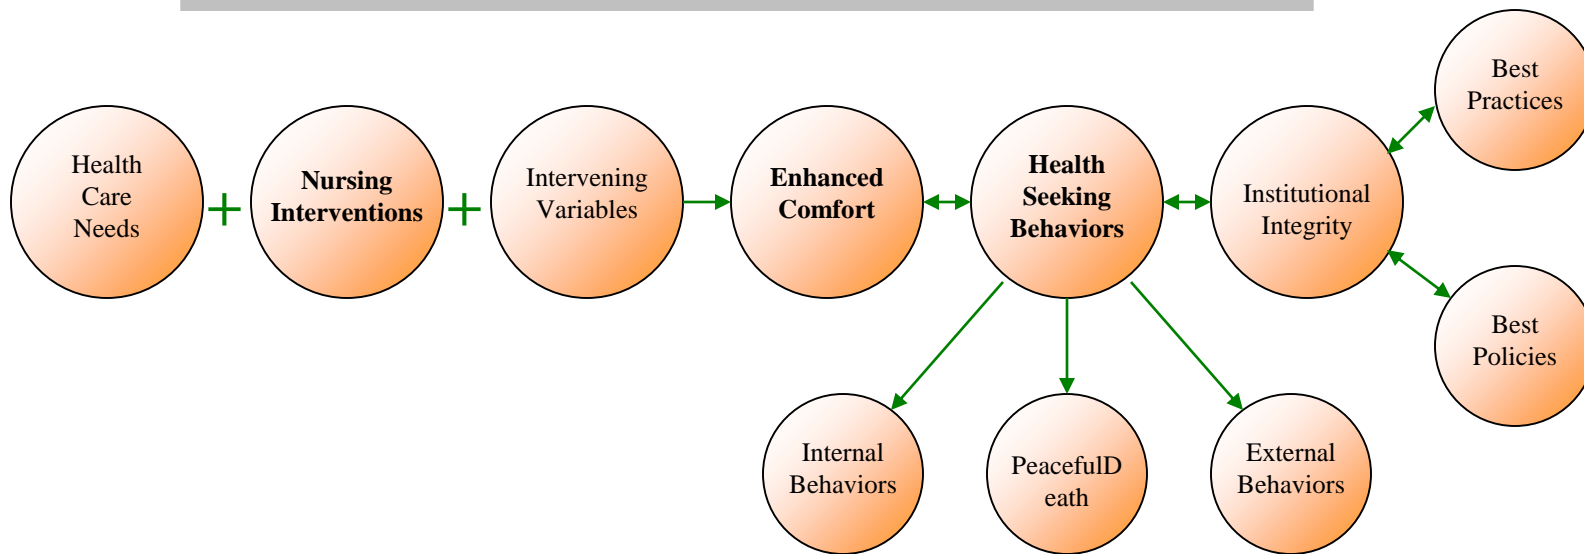 Health
Care
Needs
+
Nursing
Interventions
+
Intervening
Variables
Enhanced
Comfort
Health
Seeking
Behaviors
Institutional
Integrity
Best
Practices
Best
Policies
Internal
Behaviors
PeacefulD
eath
External
Behaviors